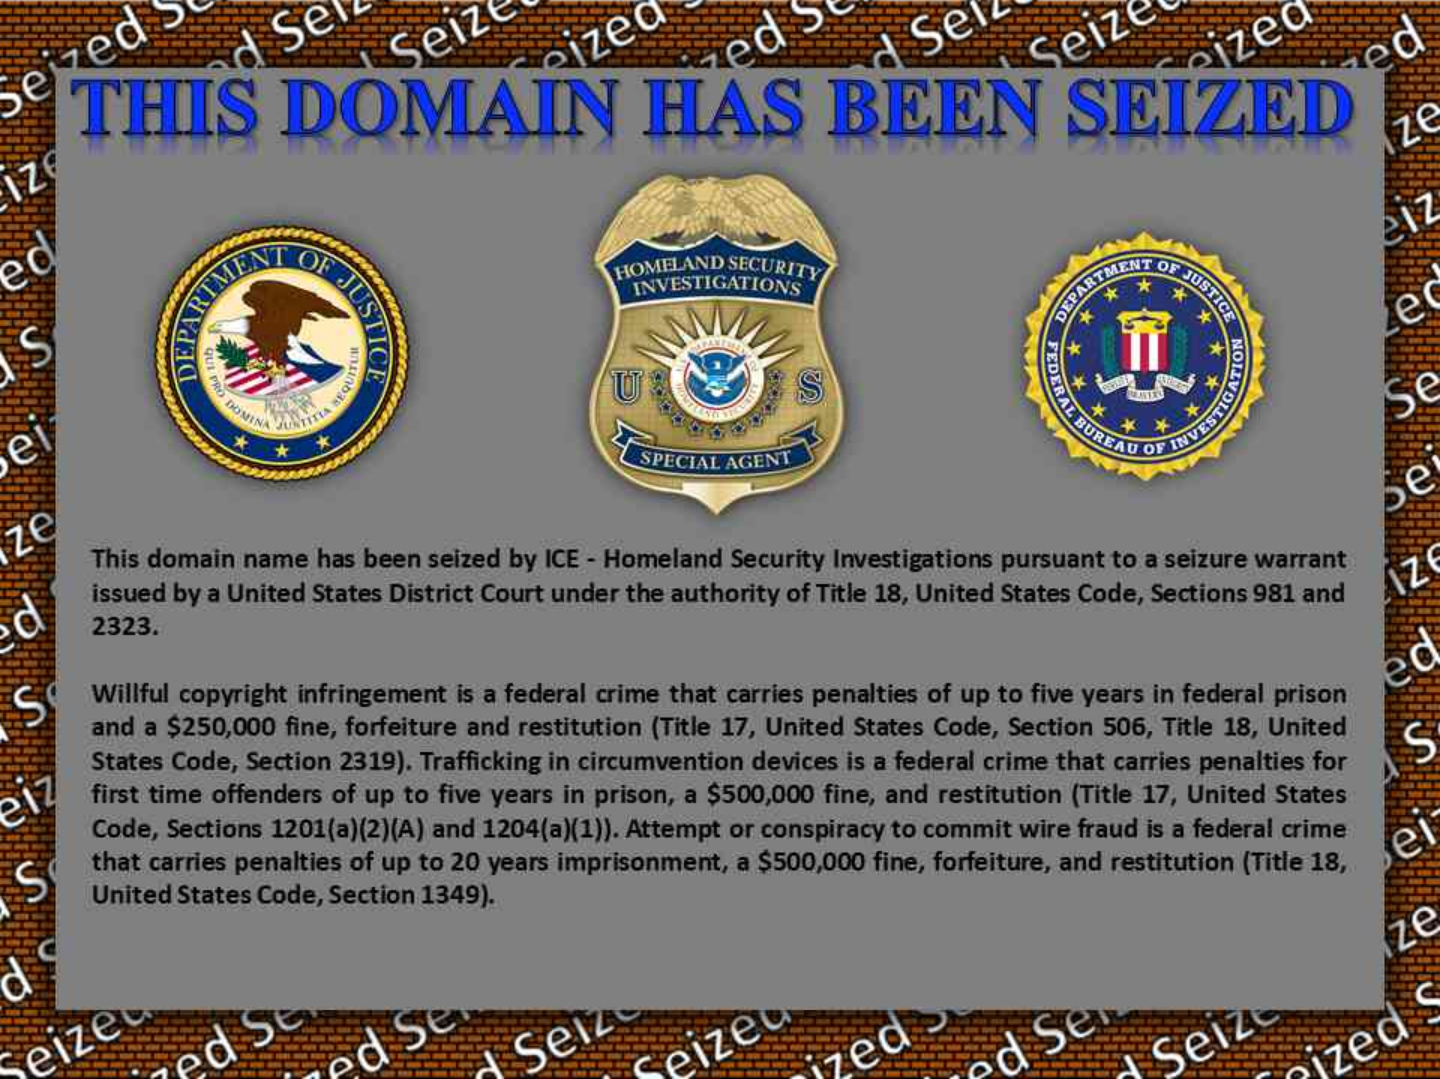 THIS DOMAIN HAS BEEN SEIZED
DEPARTMENT OF JUSTICE
QUI PRO DOMINA JUSTITIA SEQUITUR
HOMELAND SECURITY
INVESTIGATIONS
U S
SPECIAL AGENT
DEPARTMENT OF JUSTICE
FEDERAL BUREAU OF INVESTIGATION
This domain name has been seized by ICE - Homeland Security Investigations pursuant to a seizure warrant
issued by a United States District Court under the authority of Title 18, United States Code, Sections 981 and
2323.
Willful copyright infringement is a federal crime that carries penalties of up to five years in federal prison
and a $250,000 fine, forfeiture and restitution (Title 17, United States Code, Section 506, Title 18, United
States Code, Section 2319). Trafficking in circumvention devices is a federal crime that carries penalties for
first time offenders of up to five years in prison, a $500,000 fine, and restitution (Title 17, United States
Code, Sections 1201(a)(2)(A) and 1204(a)(1)). Attempt or conspiracy to commit wire fraud is a federal crime
that carries penalties of up to 20 years imprisonment, a $500,000 fine, forfeiture, and restitution (Title 18,
United States Code, Section 1349).
Seized Seized Seized Seized Seized Seized Seized Seized